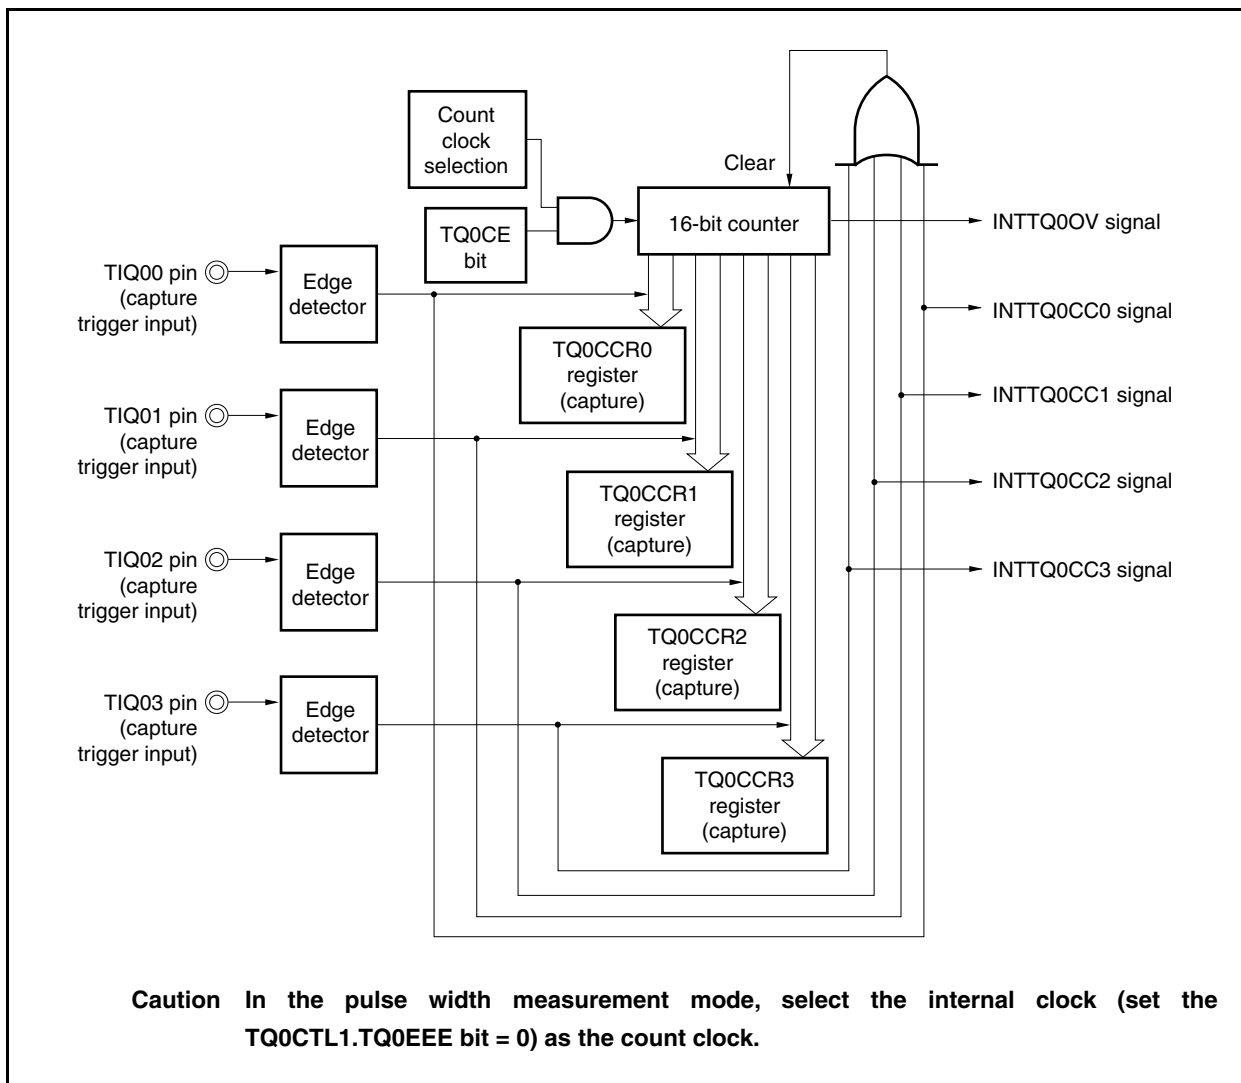 Count
clock
selection
Clear
TQ0CE
bit
16-bit counter
INTTQ0OV signal
TIQ00 pin
(capture
trigger input)
Edge
detector
INTTQ0CC0 signal
TQ0CCR0
register
(capture)
TIQ01 pin
(capture
trigger input)
Edge
detector
INTTQ0CC1 signal
TQ0CCR1
register
(capture)
INTTQ0CC2 signal
TIQ02 pin
(capture
trigger input)
Edge
detector
INTTQ0CC3 signal
TQ0CCR2
register
(capture)
TIQ03 pin
(capture
trigger input)
Edge
detector
TQ0CCR3
register
(capture)
Caution In the pulse width measurement mode, select the internal clock (set the
TQ0CTL1.TQ0EEE bit = 0) as the count clock.